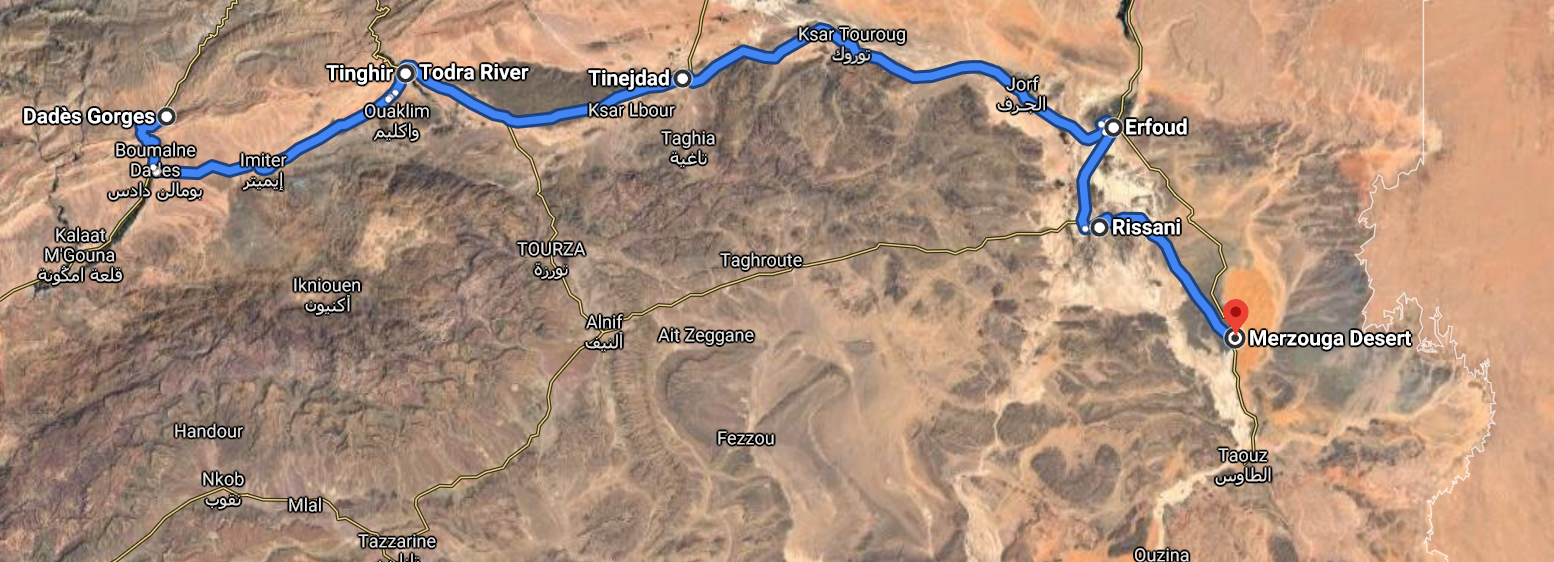 Ksar Touroug
توروك
Tinghir
Todra River
Tinejdad
Jorf
الجرف
Ouaklim
واكليم
Ksar Lbour
Dadès Gorges
Erfoud
Taghia
تاغية
Boumalne
Dades
بومالن دادس
Imiter
إيميتر
Kalaat
M'Gouna
قلعة امڭونة
Rissani
TOURZA
تورزة
Taghroute
Ikniouen
أكنيون
Alnif
النيف
Ait Zeggane
Merzouga Desert
Handour
Fezzou
Taouz
الطاوس
Nkob
نقوب
Mlal
Tazzarine
Ouzina